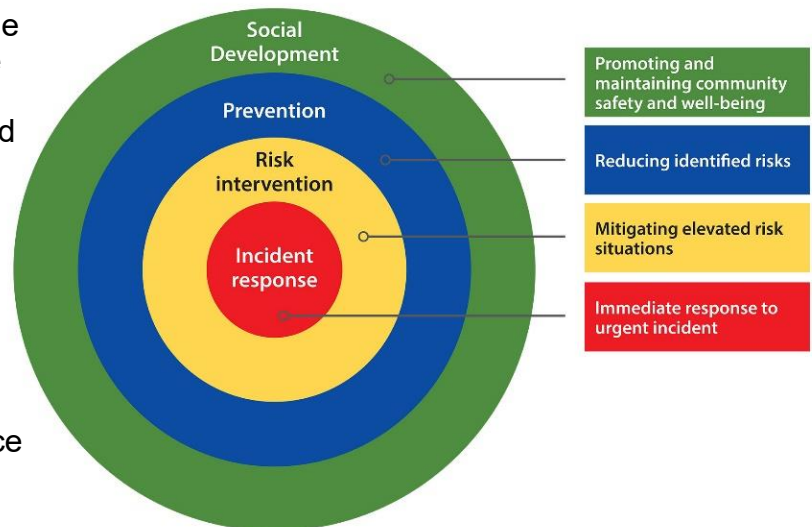 Social
Development
Prevention
Risk
intervention
Incident
response
Promoting and
maintaining community
safety and well-being
Reducing identified risks
Mitigating elevated risk
situations
Immediate response to
urgent incident